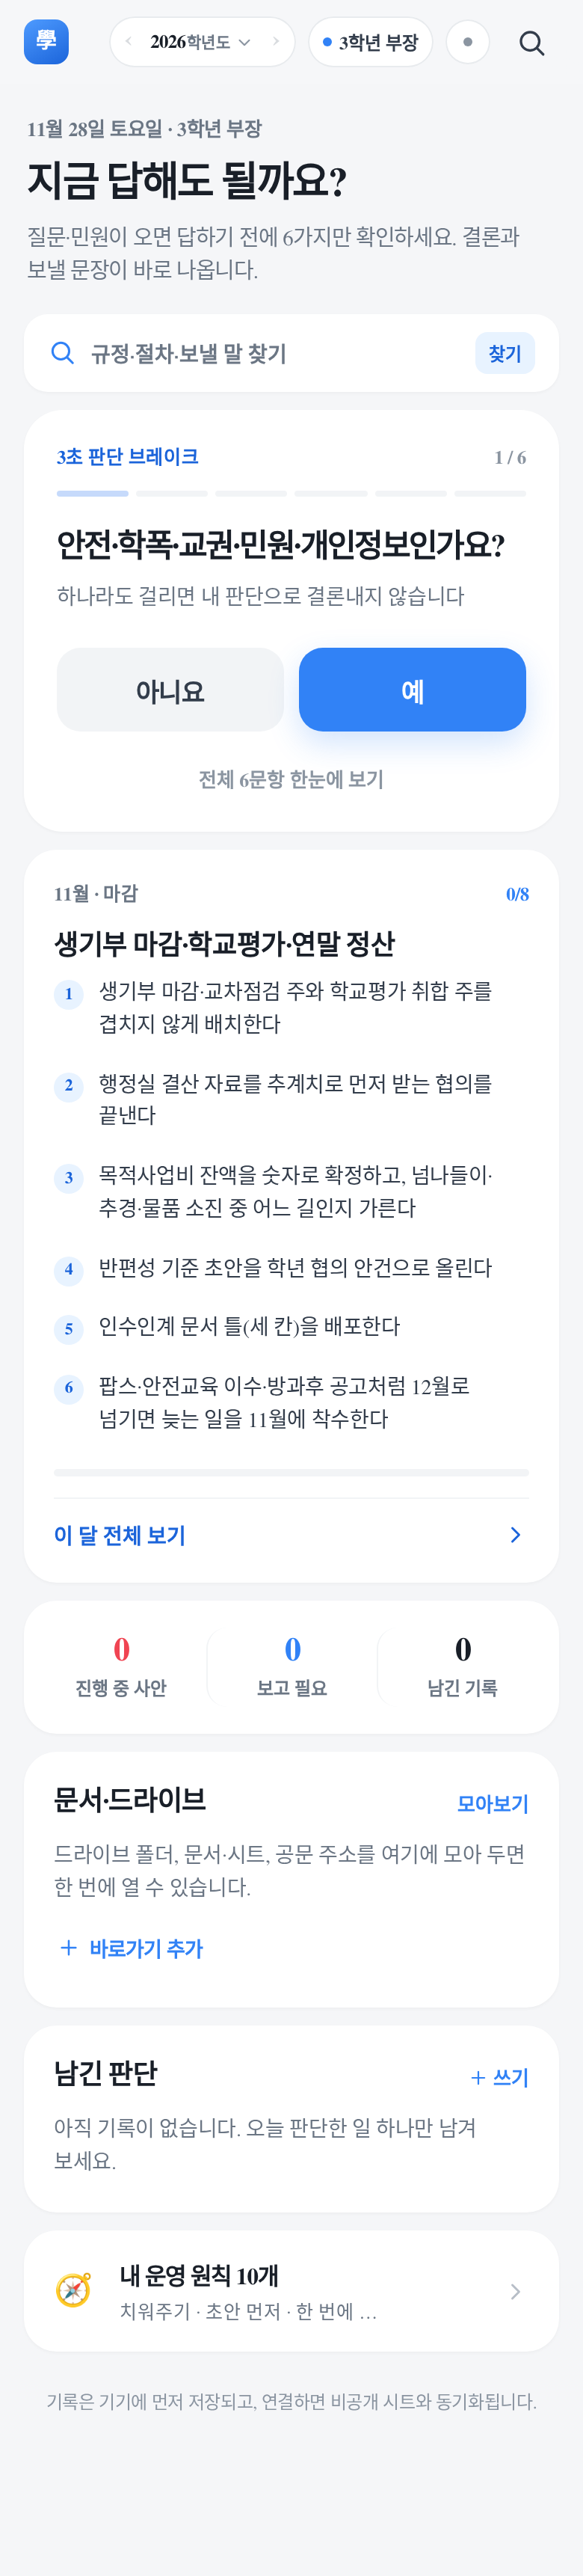 學
2026학년도
3학년 부장
11월 28일 토요일 · 3학년 부장
지금 답해도 될까요?
질문·민원이 오면 답하기 전에 6가지만 확인하세요. 결론과
보낼 문장이 바로 나옵니다.
규정·절차·보낼 말 찾기
찾기
3초 판단 브레이크
1 / 6
안전·학폭·교권·민원·개인정보인가요?
하나라도 걸리면 내 판단으로 결론내지 않습니다
아니요
예
전체 6문항 한눈에 보기
11월 · 마감
0/8
생기부 마감·학교평가·연말 정산
1 생기부 마감·교차점검 주와 학교평가 취합 주를
겹치지 않게 배치한다
2 행정실 결산 자료를 추계치로 먼저 받는 협의를
끝낸다
3 목적사업비 잔액을 숫자로 확정하고, 넘나들이·
추경·물품 소진 중 어느 길인지 가른다
4 반편성 기준 초안을 학년 협의 안건으로 올린다
5 인수인계 문서 틀(세 칸)을 배포한다
6 팝스·안전교육 이수·방과후 공고처럼 12월로
넘기면 늦는 일을 11월에 착수한다
이 달 전체 보기
0
진행 중 사안
0
보고 필요
0
남긴 기록
문서·드라이브
모아보기
드라이브 폴더, 문서·시트, 공문 주소를 여기에 모아 두면
한 번에 열 수 있습니다.
+ 바로가기 추가
남긴 판단
+ 쓰기
아직 기록이 없습니다. 오늘 판단한 일 하나만 남겨
보세요.
내 운영 원칙 10개
치워주기 · 초안 먼저 · 한 번에 …
기록은 기기에 먼저 저장되고, 연결하면 비공개 시트와 동기화됩니다.